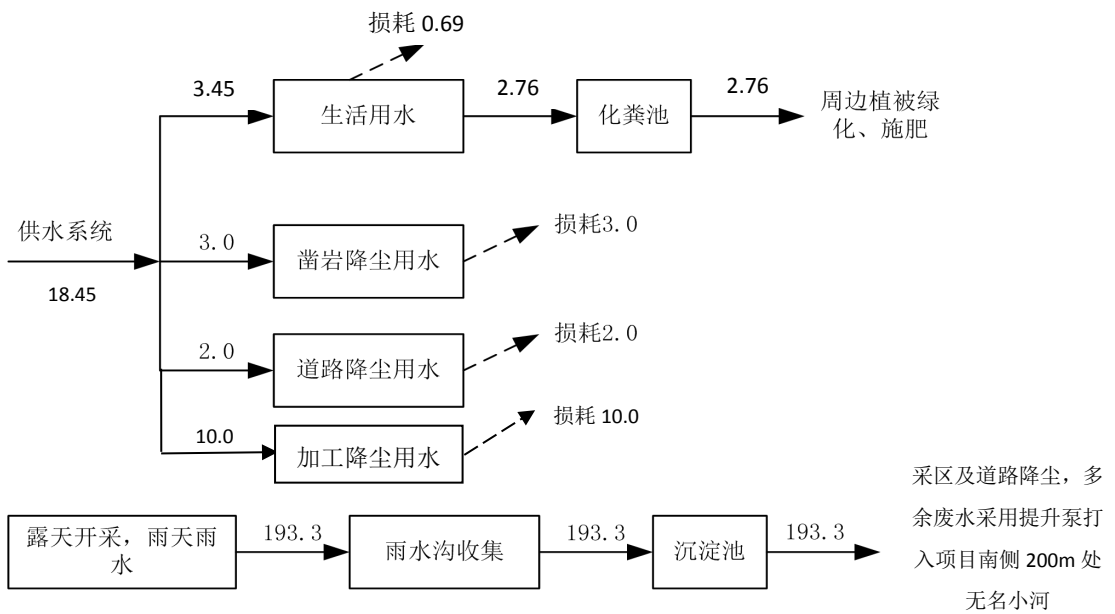 损耗 0.69
3.45
生活用水
2.76
化粪池
2.76
周边植被绿
化、施肥
供水系统
18.45
3.0
凿岩降尘用水
损耗3.0
2.0
道路降尘用水
损耗2.0
10.0
加工降尘用水
损耗 10.0
露天开采，雨天雨
水
193.3
雨水沟收集
193.3
沉淀池
193.3
采区及道路降尘，多
余废水采用提升泵打
入项目南侧 200m 处
无名小河